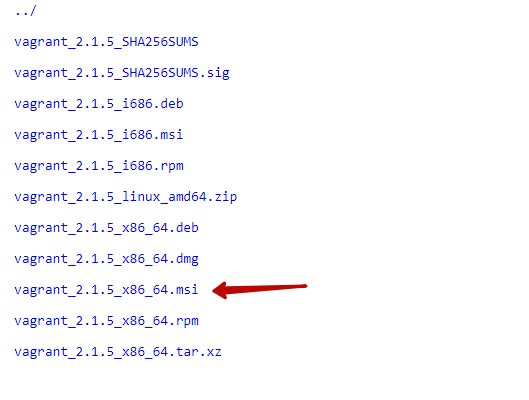 ../
vagrant_2.1.5_SHA256SUMS
vagrant_2.1.5_SHA256SUMS.sig
vagrant_2.1.5_i686.deb
vagrant_2.1.5_i686.msi
vagrant_2.1.5_i686.rpm
vagrant_2.1.5_linux_amd64.zip
vagrant_2.1.5_x86_64.deb
vagrant_2.1.5_x86_64.dmg
vagrant_2.1.5_x86_64.msi
vagrant_2.1.5_x86_64.rpm
vagrant_2.1.5_x86_64.tar.xz